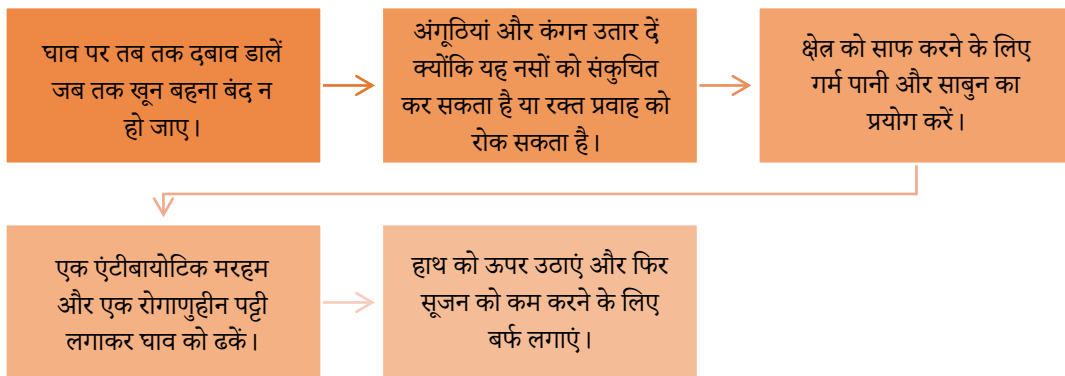 घाव पर तब तक दबाव डालें
जब तक खून बहना बंद न
हो जाए।
अंगूठियां और कंगन उतार दें
क्योंकि यह नसों को संकुचित
कर सकता है या रक्त प्रवाह को
रोक सकता है।
क्षेत्र को साफ करने के लिए
गर्म पानी और साबुन का
प्रयोग करें।
एक एंटीबायोटिक मरहम
और एक रोगाणुहीन पट्टी
लगाकर घाव को ढकें।
हाथ को ऊपर उठाएं और फिर
सूजन को कम करने के लिए
बर्फ लगाएं।